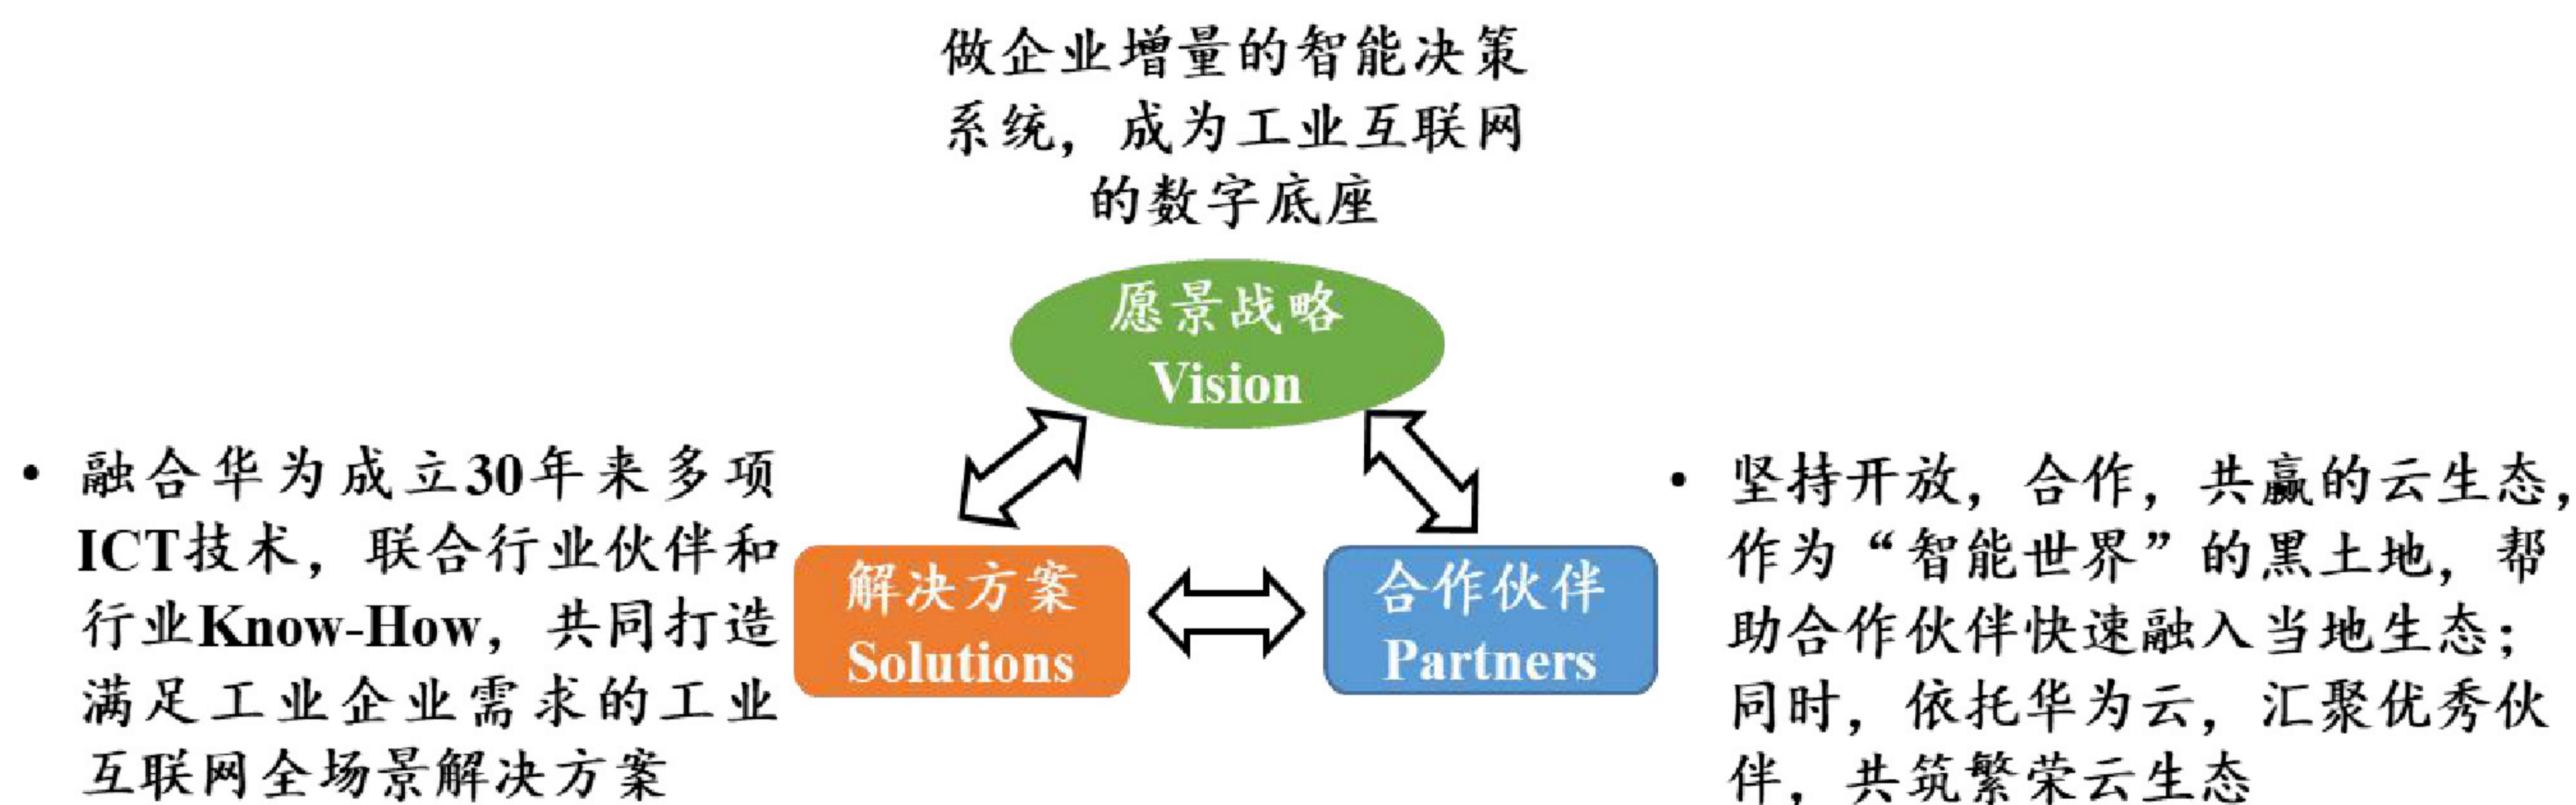 做企业增量的智能决策
系统，成为工业互联网
的数字底座
愿景战略
Vision
• 融合华为成立30年来多项
ICT技术，联合行业伙伴和
行业Know-How，共同打造
满足工业企业需求的工业
互联网全场景解决方案
解决方案
Solutions
合作伙伴
Partners
• 坚持开放，合作，共赢的云生态，
作为“智能世界”的黑土地，帮
助合作伙伴快速融入当地生态；
同时，依托华为云，汇聚优秀伙
伴，共筑繁荣云生态